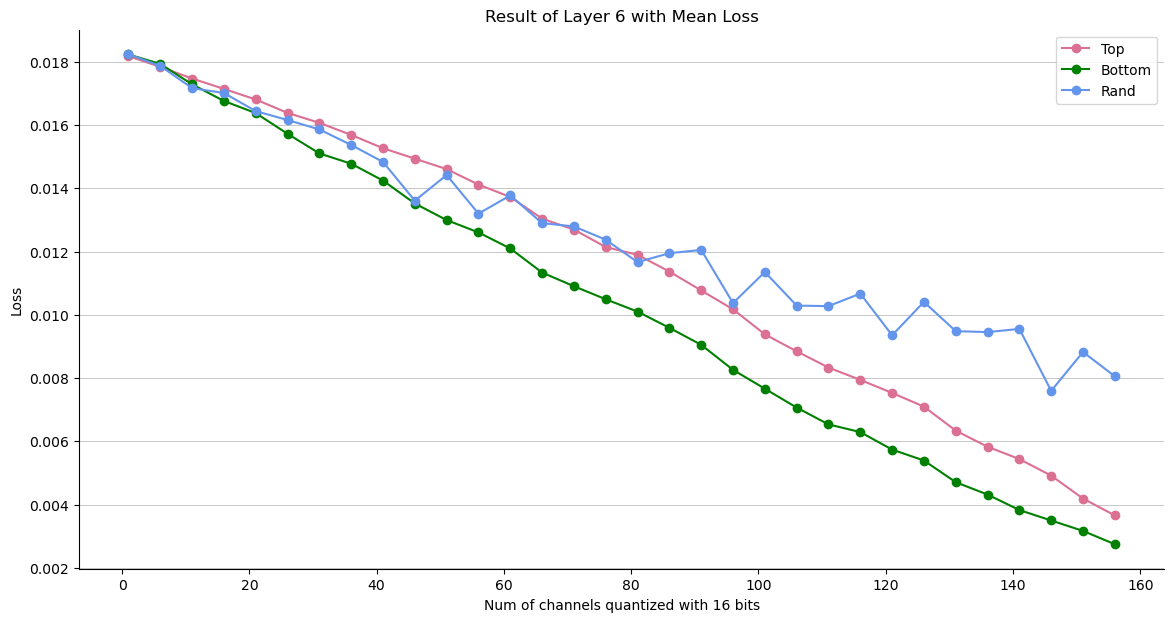 Result of Layer 6 with Mean Loss
Top
Bottom
Rand
Loss
0.018
0.016
0.014
0.012
0.010
0.008
0.006
0.004
0.002
0 20 40 60 80 100 120 140 160
Num of channels quantized with 16 bits